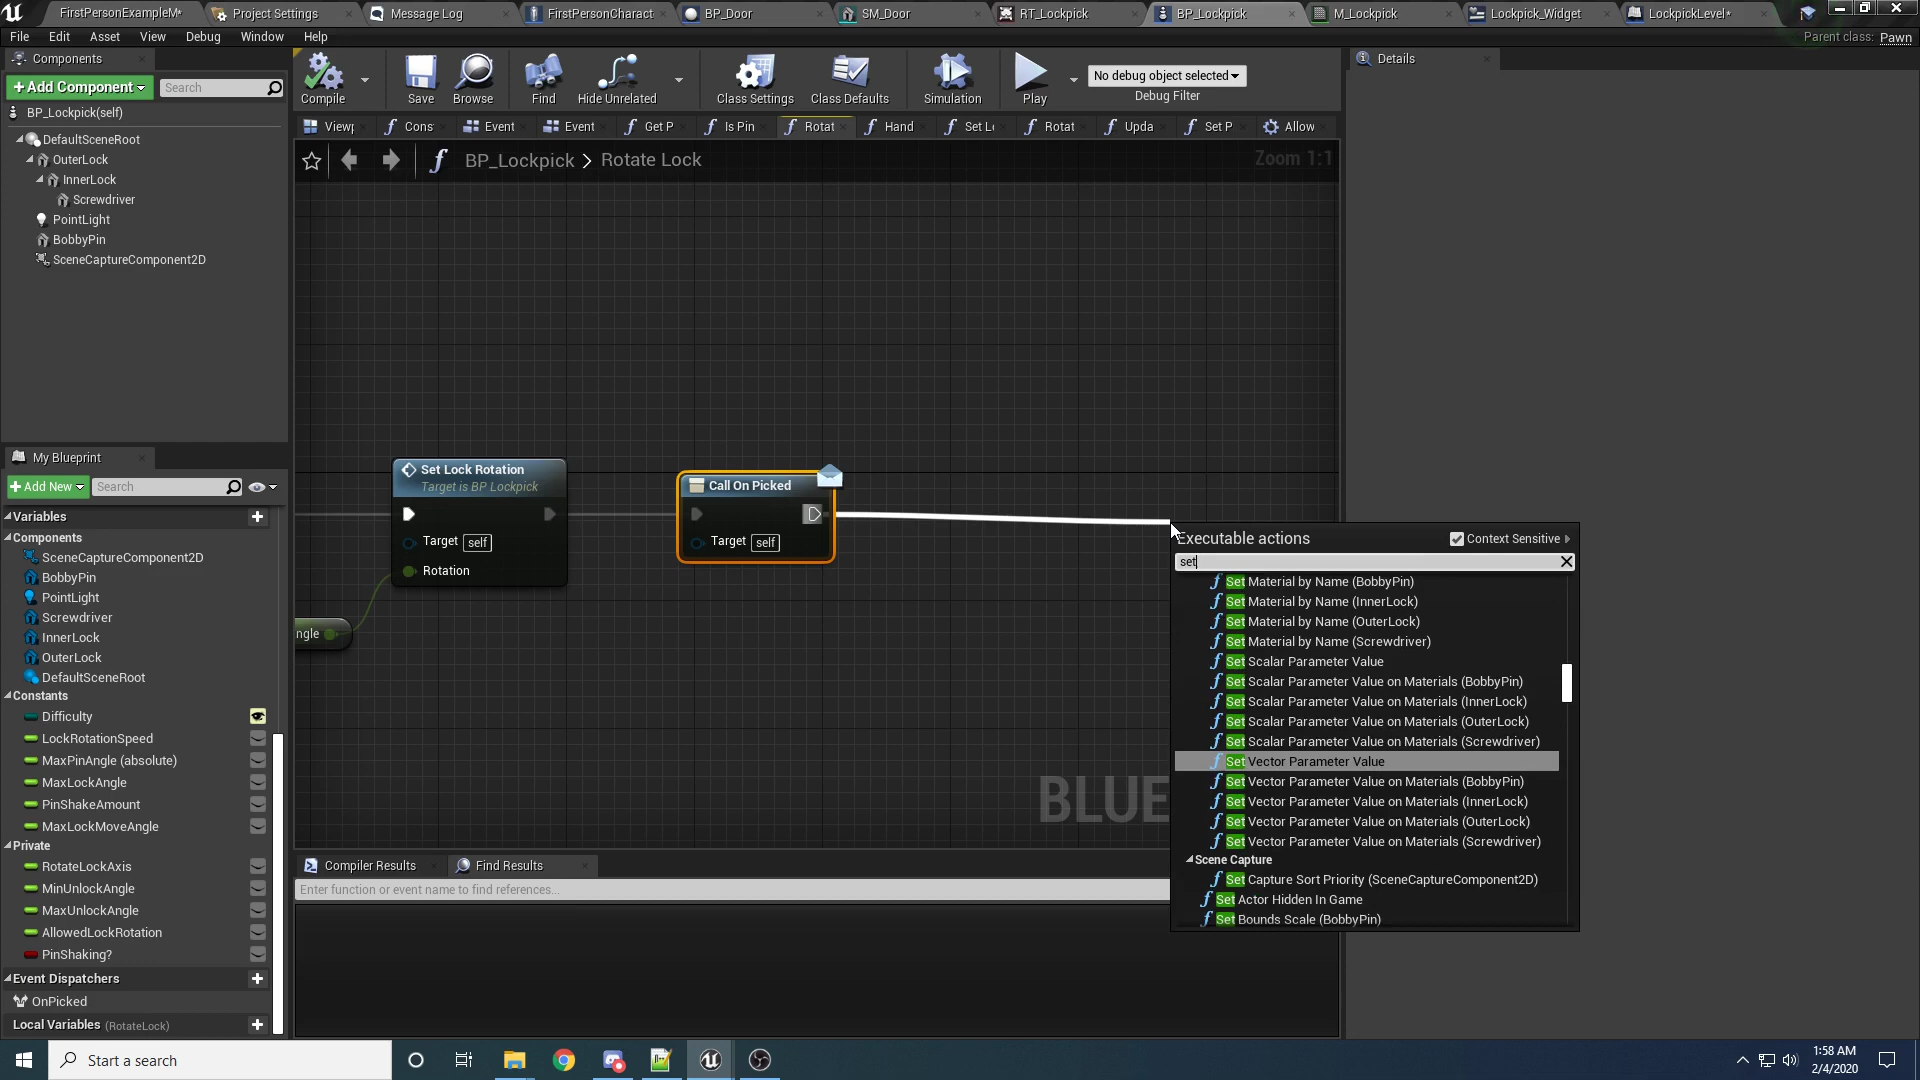 FirstPersonExampleM*
Project Settings
Message Log
FirstPersonCharact
BP_Door
SM_Door
RT_Lockpick
BP_Lockpick
M_Lockpick
Lockpick_Widget
LockpickLevel*
File Edit Asset View Debug Window Help
Parent class: Pawn
Components
+Add Component
Search
BP_Lockpick(self)
DefaultSceneRoot
OuterLock
InnerLock
Screwdriver
PointLight
BobbyPin
SceneCaptureComponent2D
Compile
Save
Browse
Find
Hide Unrelated
Class Settings
Class Defaults
Simulation
Play
No debug object selected
Debug Filter
Details
Viewp
Cons
Event
Event
Get P
Is Pin
Rotat
Hand
Set L
Rotat
Upda
Set P
Allow
BP_Lockpick > Rotate Lock
Zoom 1:1
Set Lock Rotation
Target is BP Lockpick
Target self
Rotation
ngle
Call On Picked
Target self
BLUE
Executable actions
Context Sensitive
set
Set Material by Name (BobbyPin)
Set Material by Name (InnerLock)
Set Material by Name (OuterLock)
Set Material by Name (Screwdriver)
Set Scalar Parameter Value
Set Scalar Parameter Value on Materials (BobbyPin)
Set Scalar Parameter Value on Materials (InnerLock)
Set Scalar Parameter Value on Materials (OuterLock)
Set Scalar Parameter Value on Materials (Screwdriver)
Set Vector Parameter Value
Set Vector Parameter Value on Materials (BobbyPin)
Set Vector Parameter Value on Materials (InnerLock)
Set Vector Parameter Value on Materials (OuterLock)
Set Vector Parameter Value on Materials (Screwdriver)
Scene Capture
Set Capture Sort Priority (SceneCaptureComponent2D)
Set Actor Hidden In Game
Set Bounds Scale (BobbyPin)
My Blueprint
+Add New
Search
Variables
Components
SceneCaptureComponent2D
BobbyPin
PointLight
Screwdriver
InnerLock
OuterLock
DefaultSceneRoot
Constants
Difficulty
LockRotationSpeed
MaxPinAngle (absolute)
MaxLockAngle
PinShakeAmount
MaxLockMoveAngle
Private
RotateLockAxis
MinUnlockAngle
MaxUnlockAngle
AllowedLockRotation
PinShaking?
Event Dispatchers
OnPicked
Local Variables (RotateLock)
Compiler Results
Find Results
Enter function or event name to find references...
Start a search
1:58 AM
2/4/2020